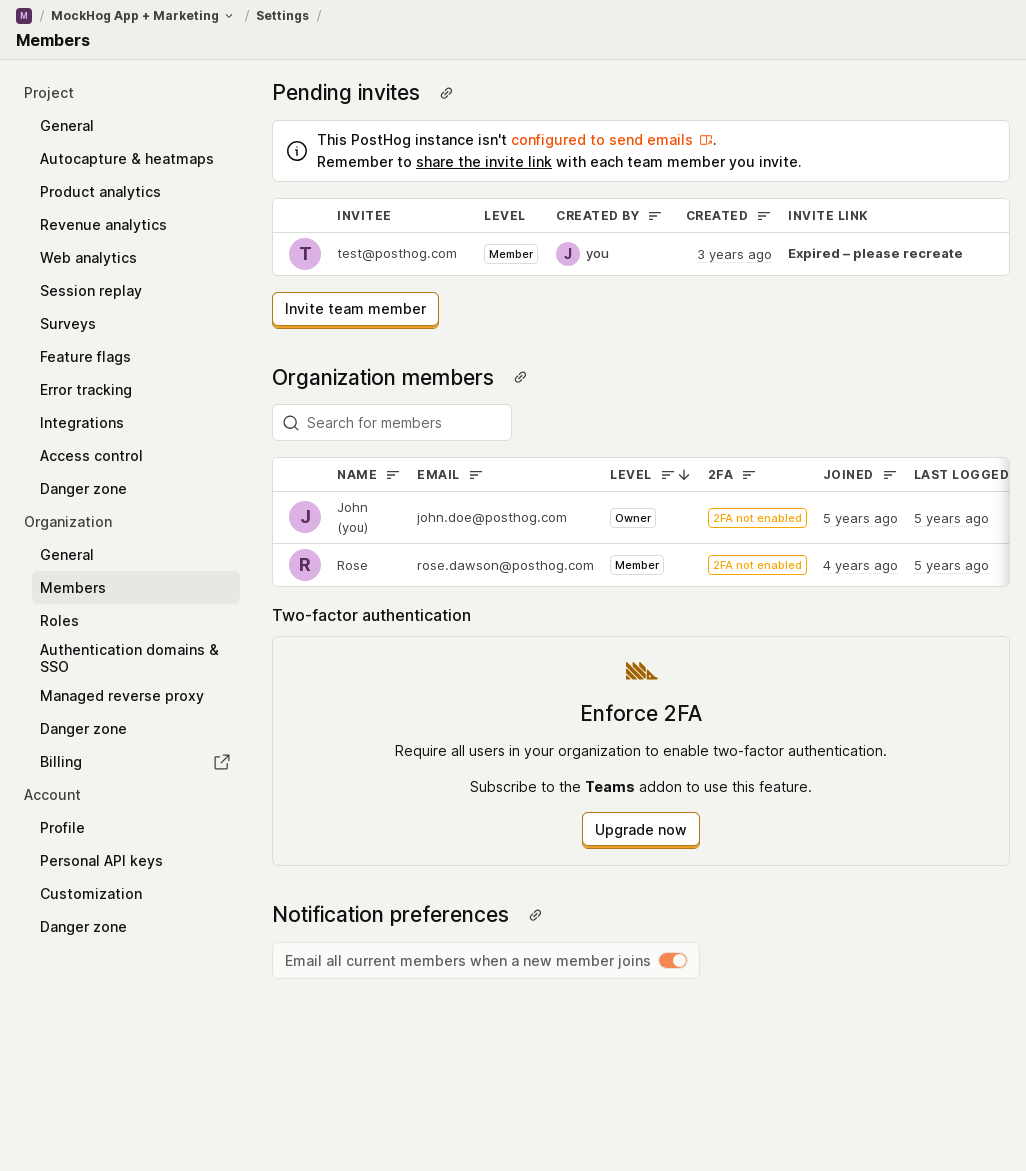 M / MockHog App + Marketing / Settings /
Members
Project
General
Autocapture & heatmaps
Product analytics
Revenue analytics
Web analytics
Session replay
Surveys
Feature flags
Error tracking
Integrations
Access control
Danger zone
Organization
General
Members
Roles
Authentication domains &
SSO
Managed reverse proxy
Danger zone
Billing
Account
Profile
Personal API keys
Customization
Danger zone
Pending invites
This PostHog instance isn't configured to send emails.
Remember to share the invite link with each team member you invite.
INVITEE LEVEL CREATED BY CREATED INVITE LINK
T test@posthog.com Member J you 3 years ago Expired – please recreate
Invite team member
Organization members
Search for members
NAME EMAIL LEVEL 2FA JOINED LAST LOGGED
J John (you) john.doe@posthog.com Owner 2FA not enabled 5 years ago 5 years ago
R Rose rose.dawson@posthog.com Member 2FA not enabled 4 years ago 5 years ago
Two-factor authentication
Enforce 2FA
Require all users in your organization to enable two-factor authentication.
Subscribe to the Teams addon to use this feature.
Upgrade now
Notification preferences
Email all current members when a new member joins